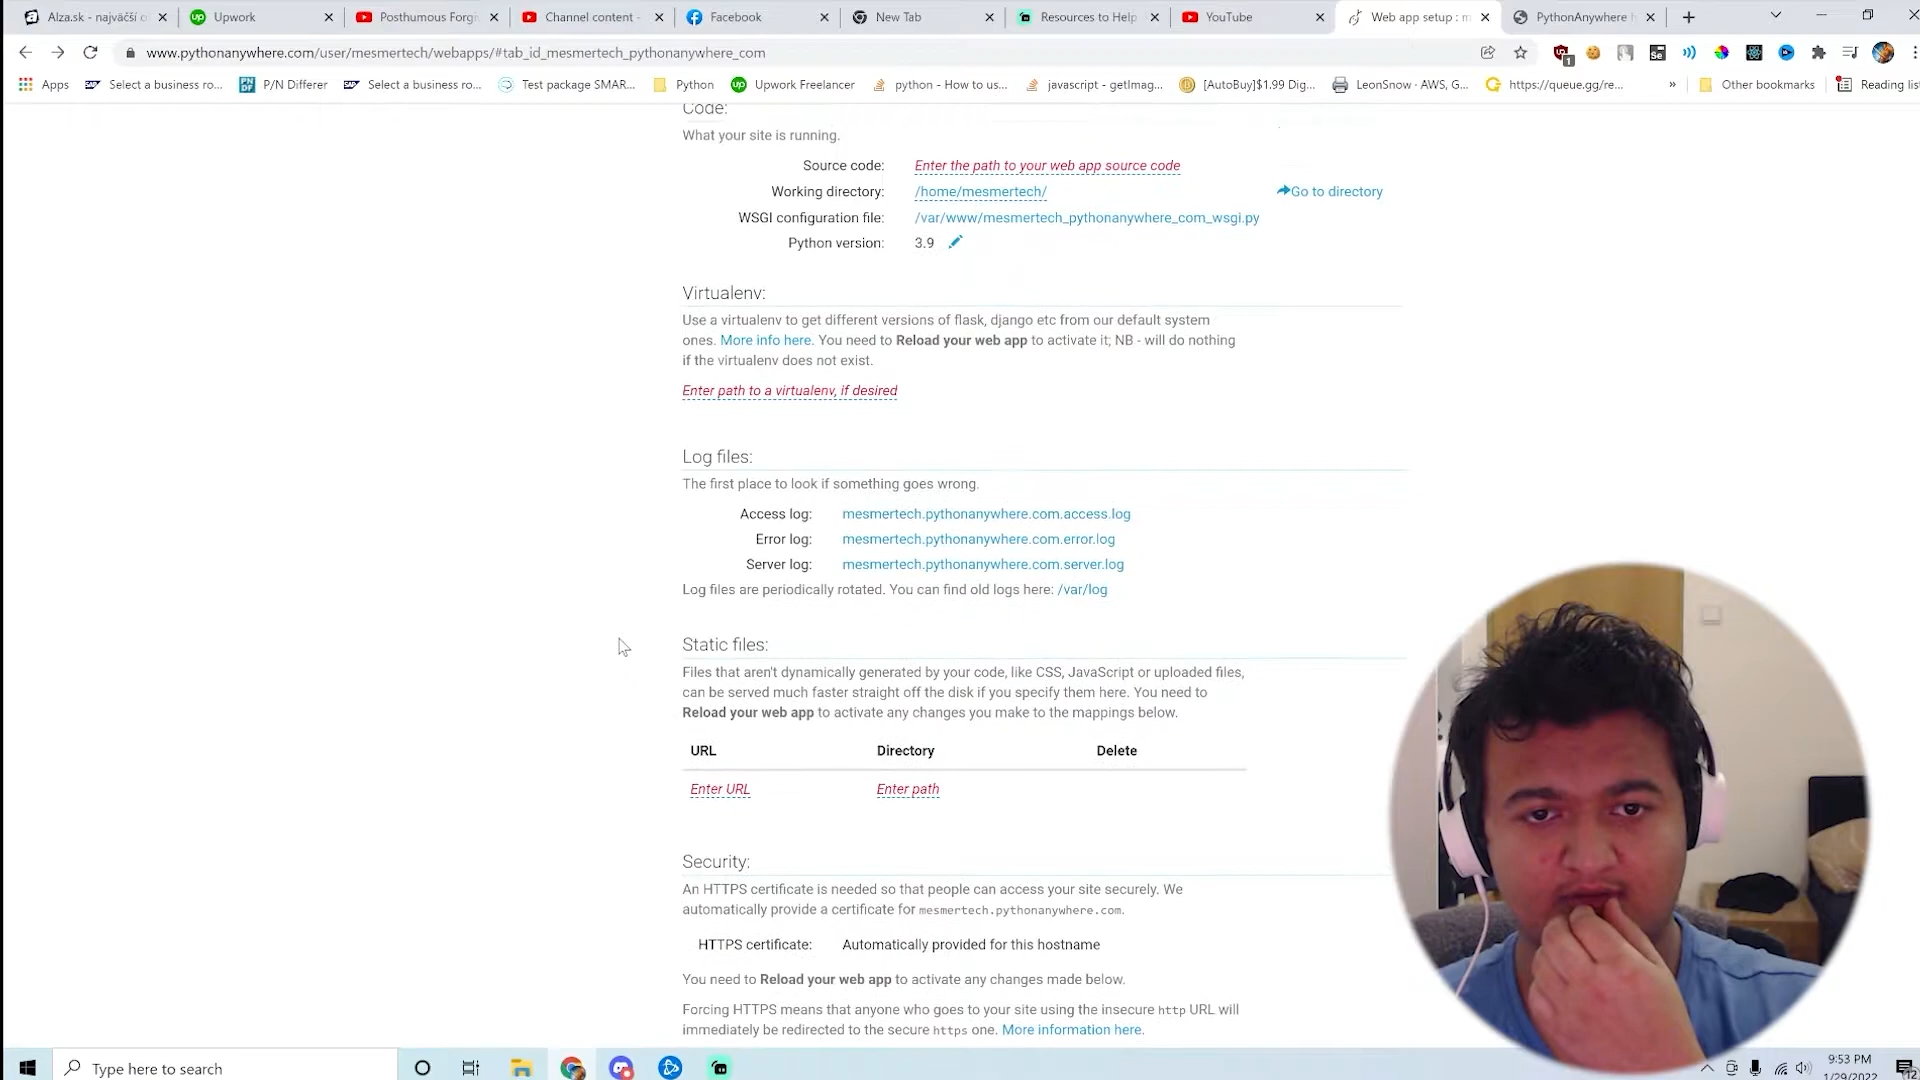 Alza.sk - najväčší o
Upwork
Posthumous Forgi
Channel content -
Facebook
New Tab
Resources to Help
YouTube
Web app setup : m
PythonAnywhere h
www.pythonanywhere.com/user/mesmertech/webapps/#tab_id_mesmertech_pythonanywhere_com
Apps
Select a business ro...
P/N Differer
Select a business ro...
Test package SMAR...
Python
Upwork Freelancer
python - How to us...
javascript - getImag...
[AutoBuy]$1.99 Dig...
LeonSnow · AWS, G...
https://queue.gg/re...
»
Other bookmarks
Reading list
Code:
What your site is running.
Source code: Enter the path to your web app source code
Working directory: /home/mesmertech/ Go to directory
WSGI configuration file: /var/www/mesmertech_pythonanywhere_com_wsgi.py
Python version: 3.9
Virtualenv:
Use a virtualenv to get different versions of flask, django etc from our default system
ones. More info here. You need to Reload your web app to activate it; NB - will do nothing
if the virtualenv does not exist.
Enter path to a virtualenv, if desired
Log files:
The first place to look if something goes wrong.
Access log: mesmertech.pythonanywhere.com.access.log
Error log: mesmertech.pythonanywhere.com.error.log
Server log: mesmertech.pythonanywhere.com.server.log
Log files are periodically rotated. You can find old logs here: /var/log
Static files:
Files that aren't dynamically generated by your code, like CSS, JavaScript or uploaded files,
can be served much faster straight off the disk if you specify them here. You need to
Reload your web app to activate any changes you make to the mappings below.
URL Directory Delete
Enter URL Enter path
Security:
An HTTPS certificate is needed so that people can access your site securely. We
automatically provide a certificate for mesmertech.pythonanywhere.com.
HTTPS certificate: Automatically provided for this hostname
You need to Reload your web app to activate any changes made below.
Forcing HTTPS means that anyone who goes to your site using the insecure http URL will
immediately be redirected to the secure https one. More information here.
Type here to search
9:53 PM
1/29/2022
12